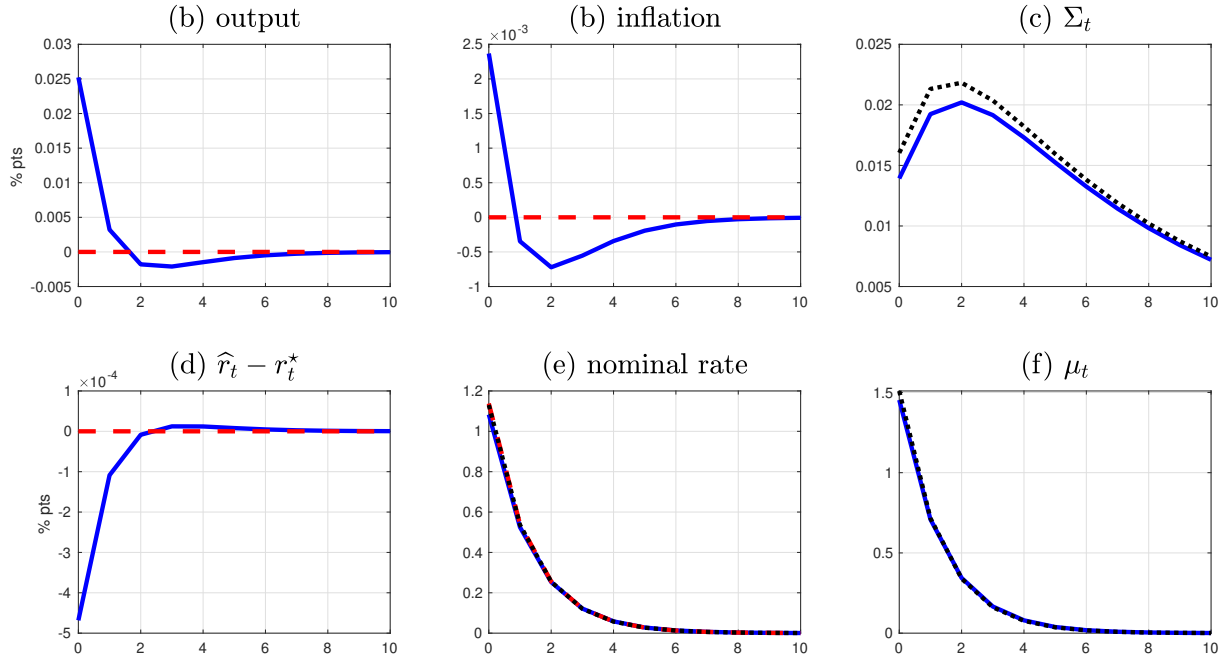 (b) output
(b) inflation
(c) Σ_t
% pts
0.03
0.025
0.02
0.015
0.01
0.005
0
-0.005
0 2 4 6 8 10
×10^-3
2.5
2
1.5
1
0.5
0
-0.5
-1
0 2 4 6 8 10
0.025
0.02
0.015
0.01
0.005
0 2 4 6 8 10
(d) r̂_t − r_t^⋆
(e) nominal rate
(f) μ_t
% pts
×10^-4
1
0
-1
-2
-3
-4
-5
0 2 4 6 8 10
1.2
1
0.8
0.6
0.4
0.2
0
0 2 4 6 8 10
1.5
1
0.5
0
0 2 4 6 8 10